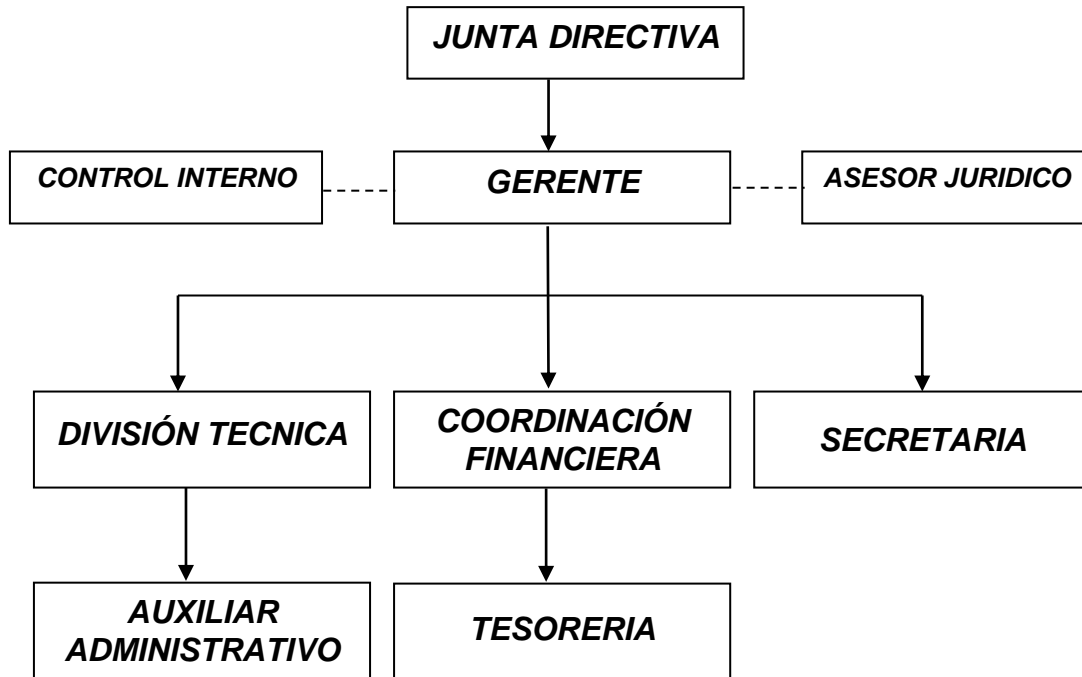 JUNTA DIRECTIVA
CONTROL INTERNO
GERENTE
ASESOR JURIDICO
DIVISIÓN TECNICA
COORDINACIÓN
FINANCIERA
SECRETARIA
AUXILIAR
ADMINISTRATIVO
TESORERIA